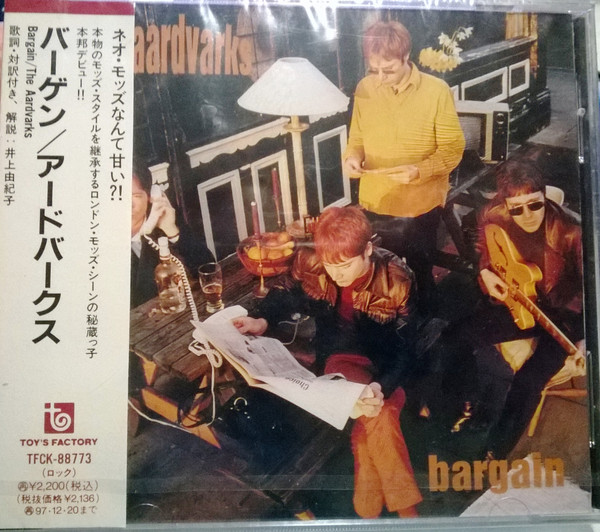 バーゲン／アードバークス
Bargain/The Aardvarks
歌詞・対訳付き、解説：井上由紀子
ネオ・モッズなんて甘い?!
本物のモッズ・スタイルを継承するロンドン・モッズ・シーンの秘蔵っ子
本邦デビュー!!
TOY'S FACTORY
TFCK-88773
(ロック)
㊢¥2,200(税込)
(税抜価格¥2,136)
㊢97・12・20まで
aardvarks
bargain